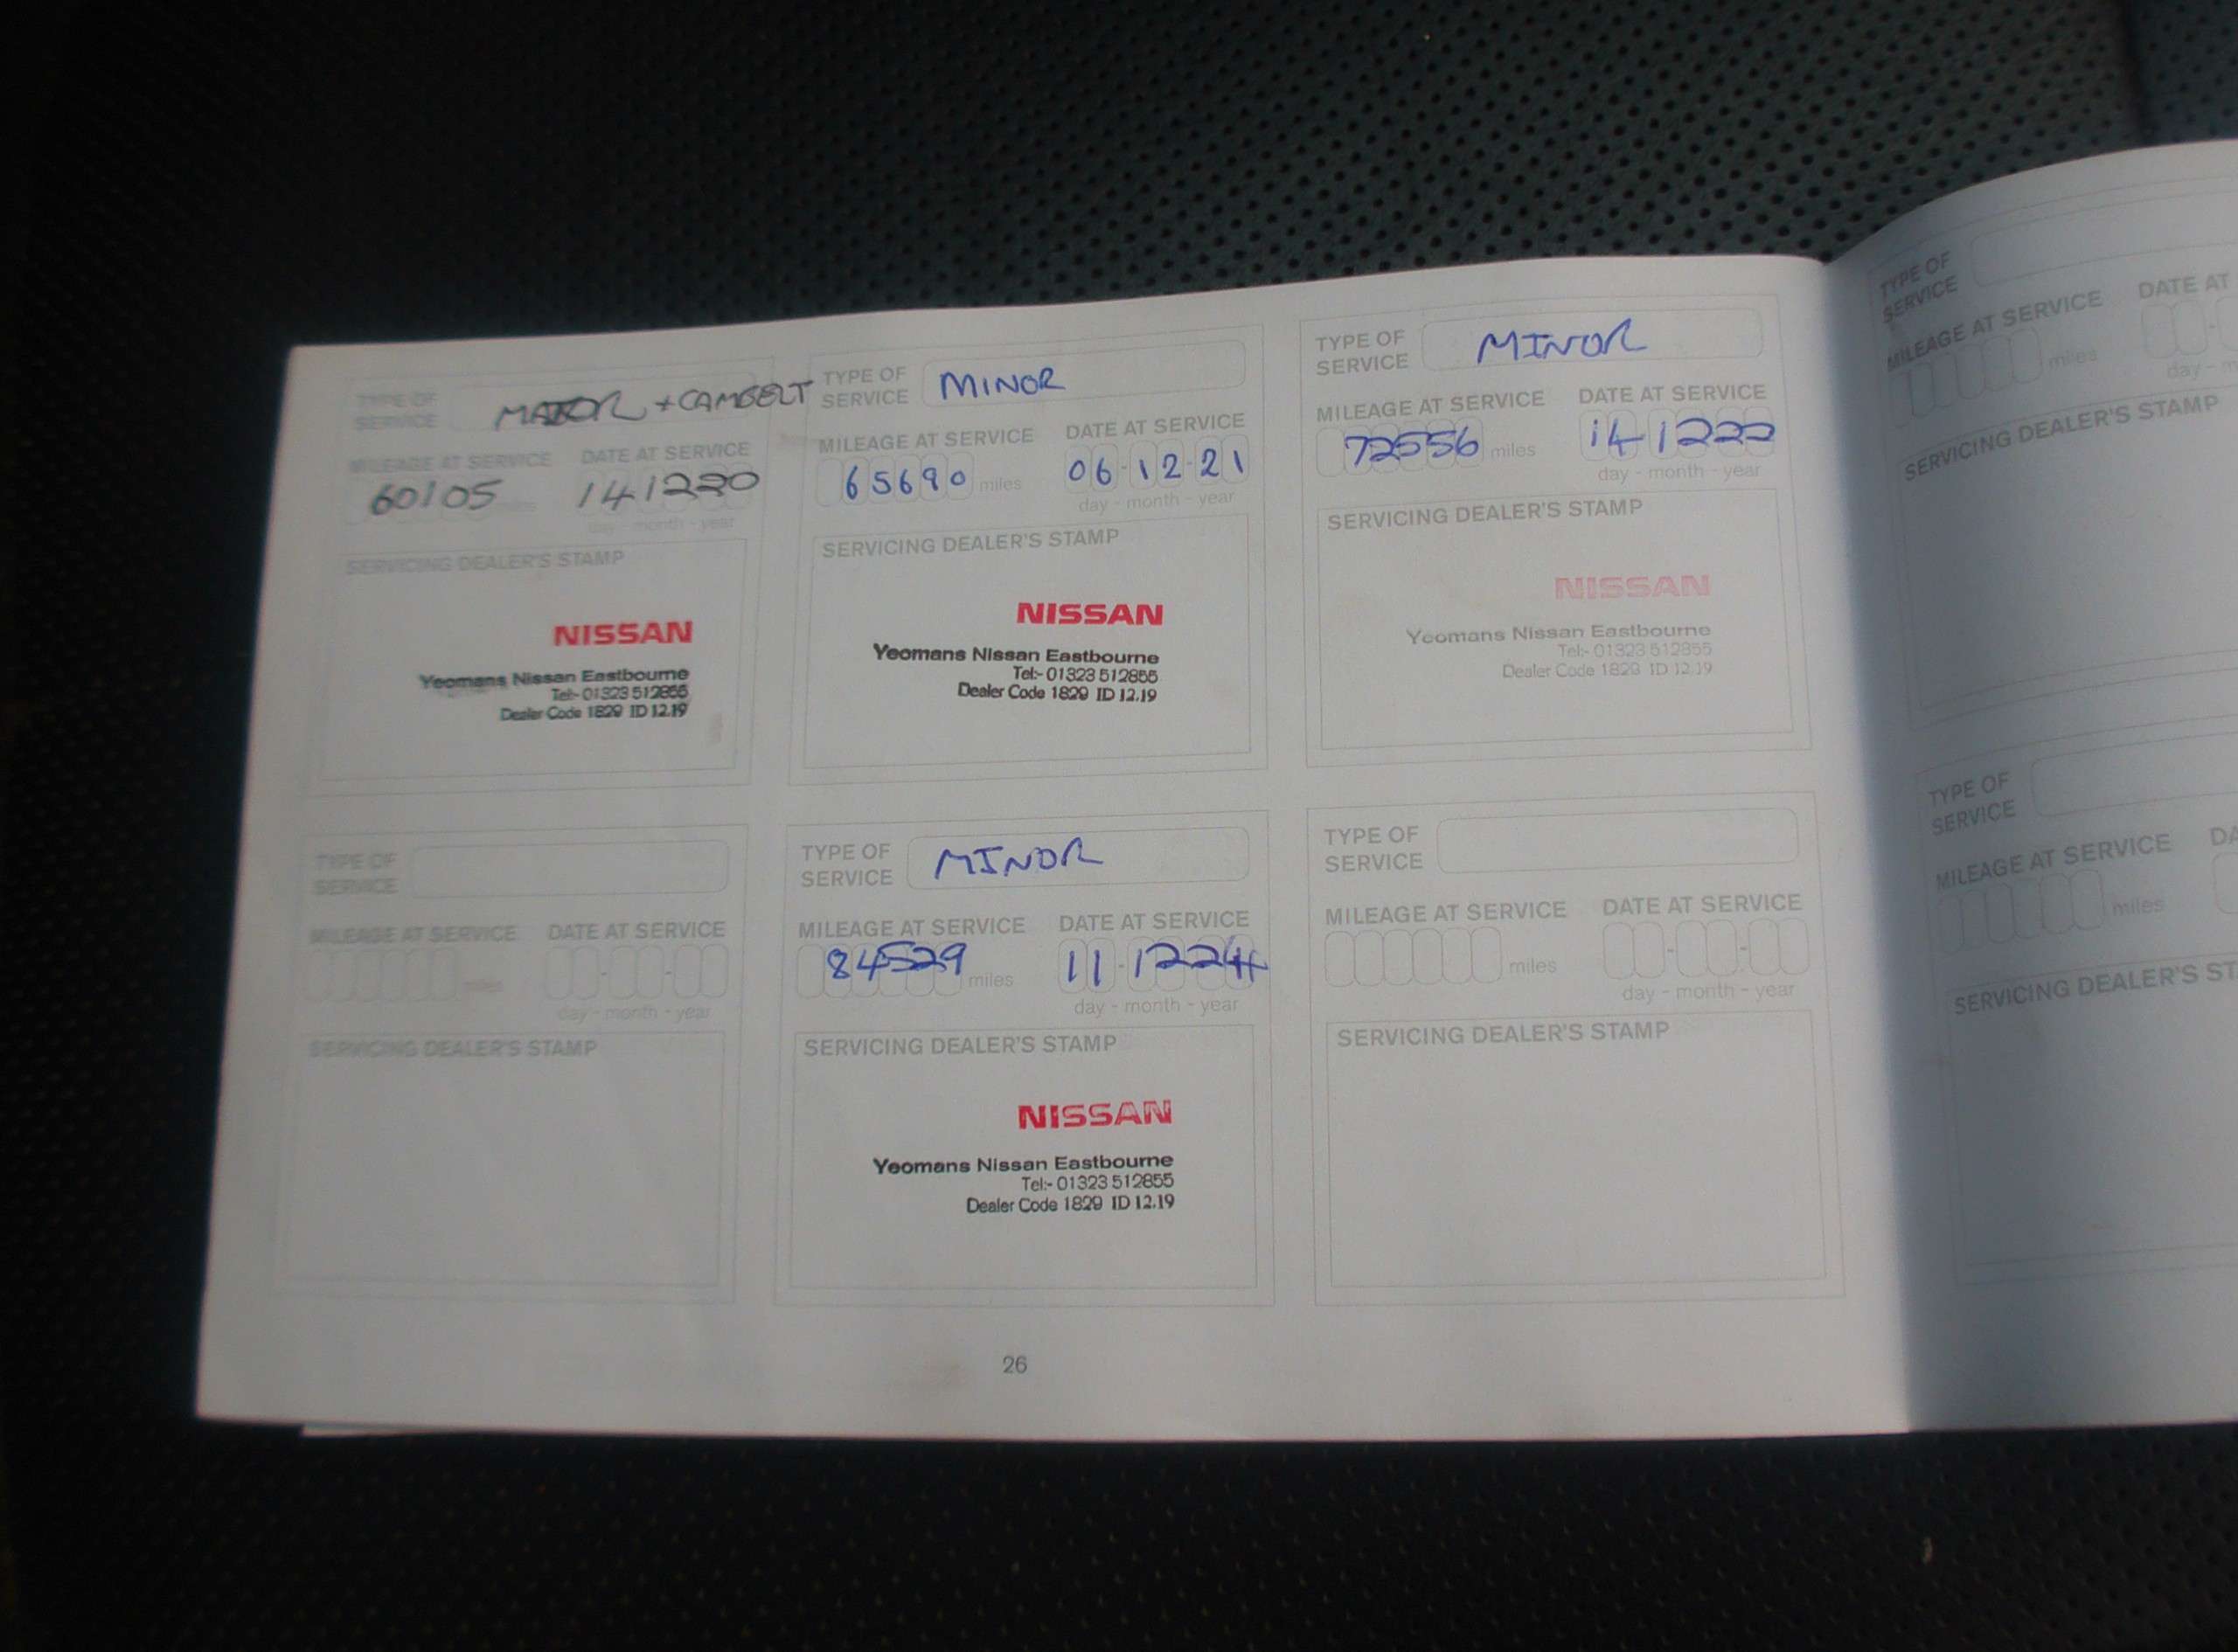 TYPE OF
SERVICE
MAJOR + CAMBELT
MILEAGE AT SERVICE DATE AT SERVICE
60105 miles 141220
day - month - year
SERVICING DEALER'S STAMP
NISSAN
Yeomans Nissan Eastbourne
Tel:- 01323 512855
Dealer Code 1829 ID 12.19
TYPE OF
SERVICE
MINOR
MILEAGE AT SERVICE DATE AT SERVICE
65690 miles 06-12-21
day - month - year
SERVICING DEALER'S STAMP
NISSAN
Yeomans Nissan Eastbourne
Tel:- 01323 512855
Dealer Code 1829 ID 12.19
TYPE OF
SERVICE
MINOR
MILEAGE AT SERVICE DATE AT SERVICE
72556 miles 141222
day - month - year
SERVICING DEALER'S STAMP
NISSAN
Yeomans Nissan Eastbourne
Tel:- 01323 512855
Dealer Code 1829 ID 12.19
TYPE OF
SERVICE
MILEAGE AT SERVICE DATE AT
miles
day - m
SERVICING DEALER'S STAMP
TYPE OF
SERVICE
MILEAGE AT SERVICE DATE AT SERVICE
miles
day - month - year
SERVICING DEALER'S STAMP
TYPE OF
SERVICE
MINOR
MILEAGE AT SERVICE DATE AT SERVICE
84529 miles 11-1224
day - month - year
SERVICING DEALER'S STAMP
NISSAN
Yeomans Nissan Eastbourne
Tel:- 01323 512855
Dealer Code 1829 ID 12.19
TYPE OF
SERVICE
MILEAGE AT SERVICE DATE AT SERVICE
miles
day - month - year
SERVICING DEALER'S STAMP
TYPE OF
SERVICE
MILEAGE AT SERVICE DA
miles
SERVICING DEALER'S ST
26